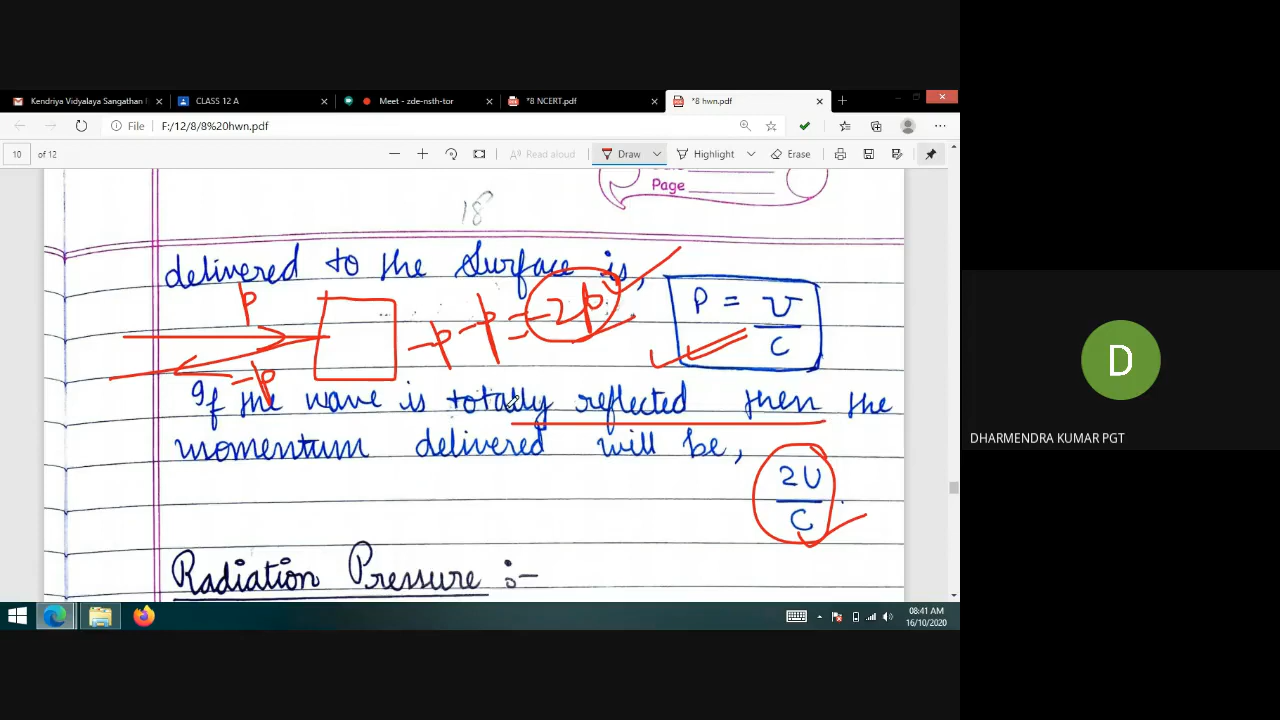 Kendriya Vidyalaya Sangathan
CLASS 12 A
Meet - zde-nsth-tor
*8 NCERT.pdf
*8 hwn.pdf
File F:/12/8/8%20hwn.pdf
10 of 12
Read aloud
Draw
Highlight
Erase
Page
18
delivered to the surface is,
p
-p
-p -p = -2p
P = U
C
If the wave is totally reflected then the
momentum delivered will be,
2U
C
Radiation Pressure :-
D
DHARMENDRA KUMAR PGT
08:41 AM
16/10/2020